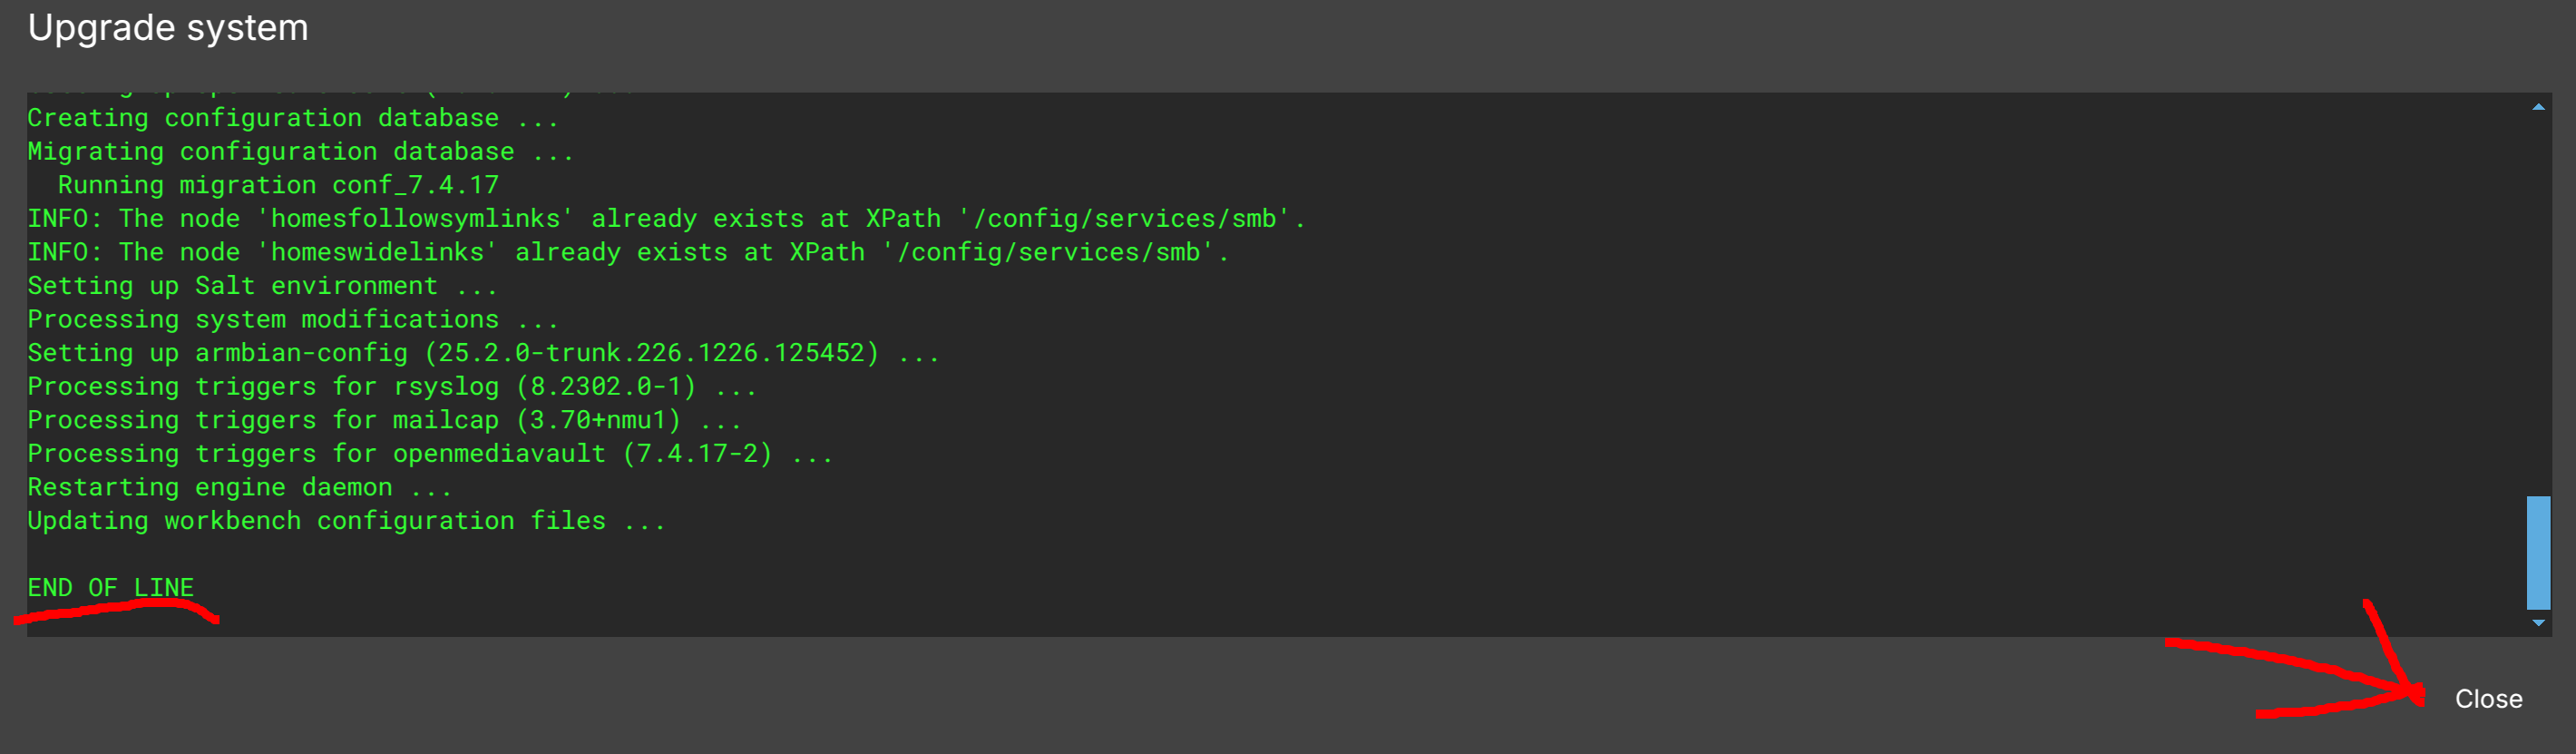 Upgrade system
Creating configuration database ...
Migrating configuration database ...
  Running migration conf_7.4.17
INFO: The node 'homesfollowsymlinks' already exists at XPath '/config/services/smb'.
INFO: The node 'homeswidelinks' already exists at XPath '/config/services/smb'.
Setting up Salt environment ...
Processing system modifications ...
Setting up armbian-config (25.2.0-trunk.226.1226.125452) ...
Processing triggers for rsyslog (8.2302.0-1) ...
Processing triggers for mailcap (3.70+nmu1) ...
Processing triggers for openmediavault (7.4.17-2) ...
Restarting engine daemon ...
Updating workbench configuration files ...
END OF LINE
Close